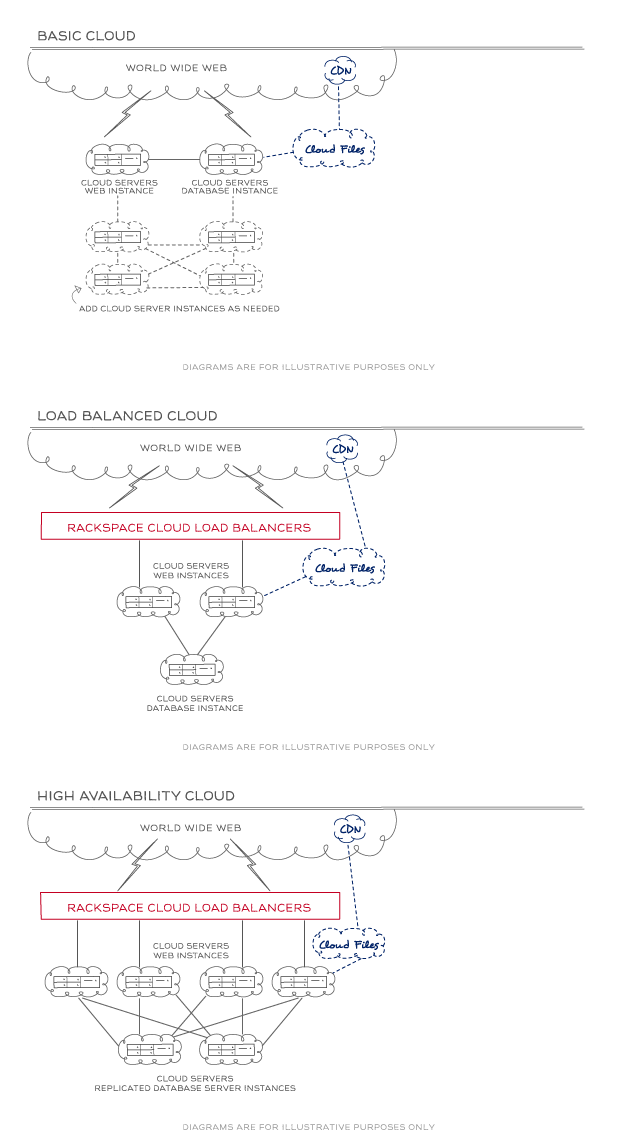 BASIC CLOUD
WORLD WIDE WEB
CDN
Cloud Files
CLOUD SERVERS
WEB INSTANCE
CLOUD SERVERS
DATABASE INSTANCE
ADD CLOUD SERVER INSTANCES AS NEEDED
DIAGRAMS ARE FOR ILLUSTRATIVE PURPOSES ONLY
LOAD BALANCED CLOUD
WORLD WIDE WEB
CDN
RACKSPACE CLOUD LOAD BALANCERS
CLOUD SERVERS
WEB INSTANCES
Cloud Files
CLOUD SERVERS
DATABASE INSTANCE
DIAGRAMS ARE FOR ILLUSTRATIVE PURPOSES ONLY
HIGH AVAILABILITY CLOUD
WORLD WIDE WEB
CDN
RACKSPACE CLOUD LOAD BALANCERS
CLOUD SERVERS
WEB INSTANCES
Cloud Files
CLOUD SERVERS
REPLICATED DATABASE SERVER INSTANCES
DIAGRAMS ARE FOR ILLUSTRATIVE PURPOSES ONLY